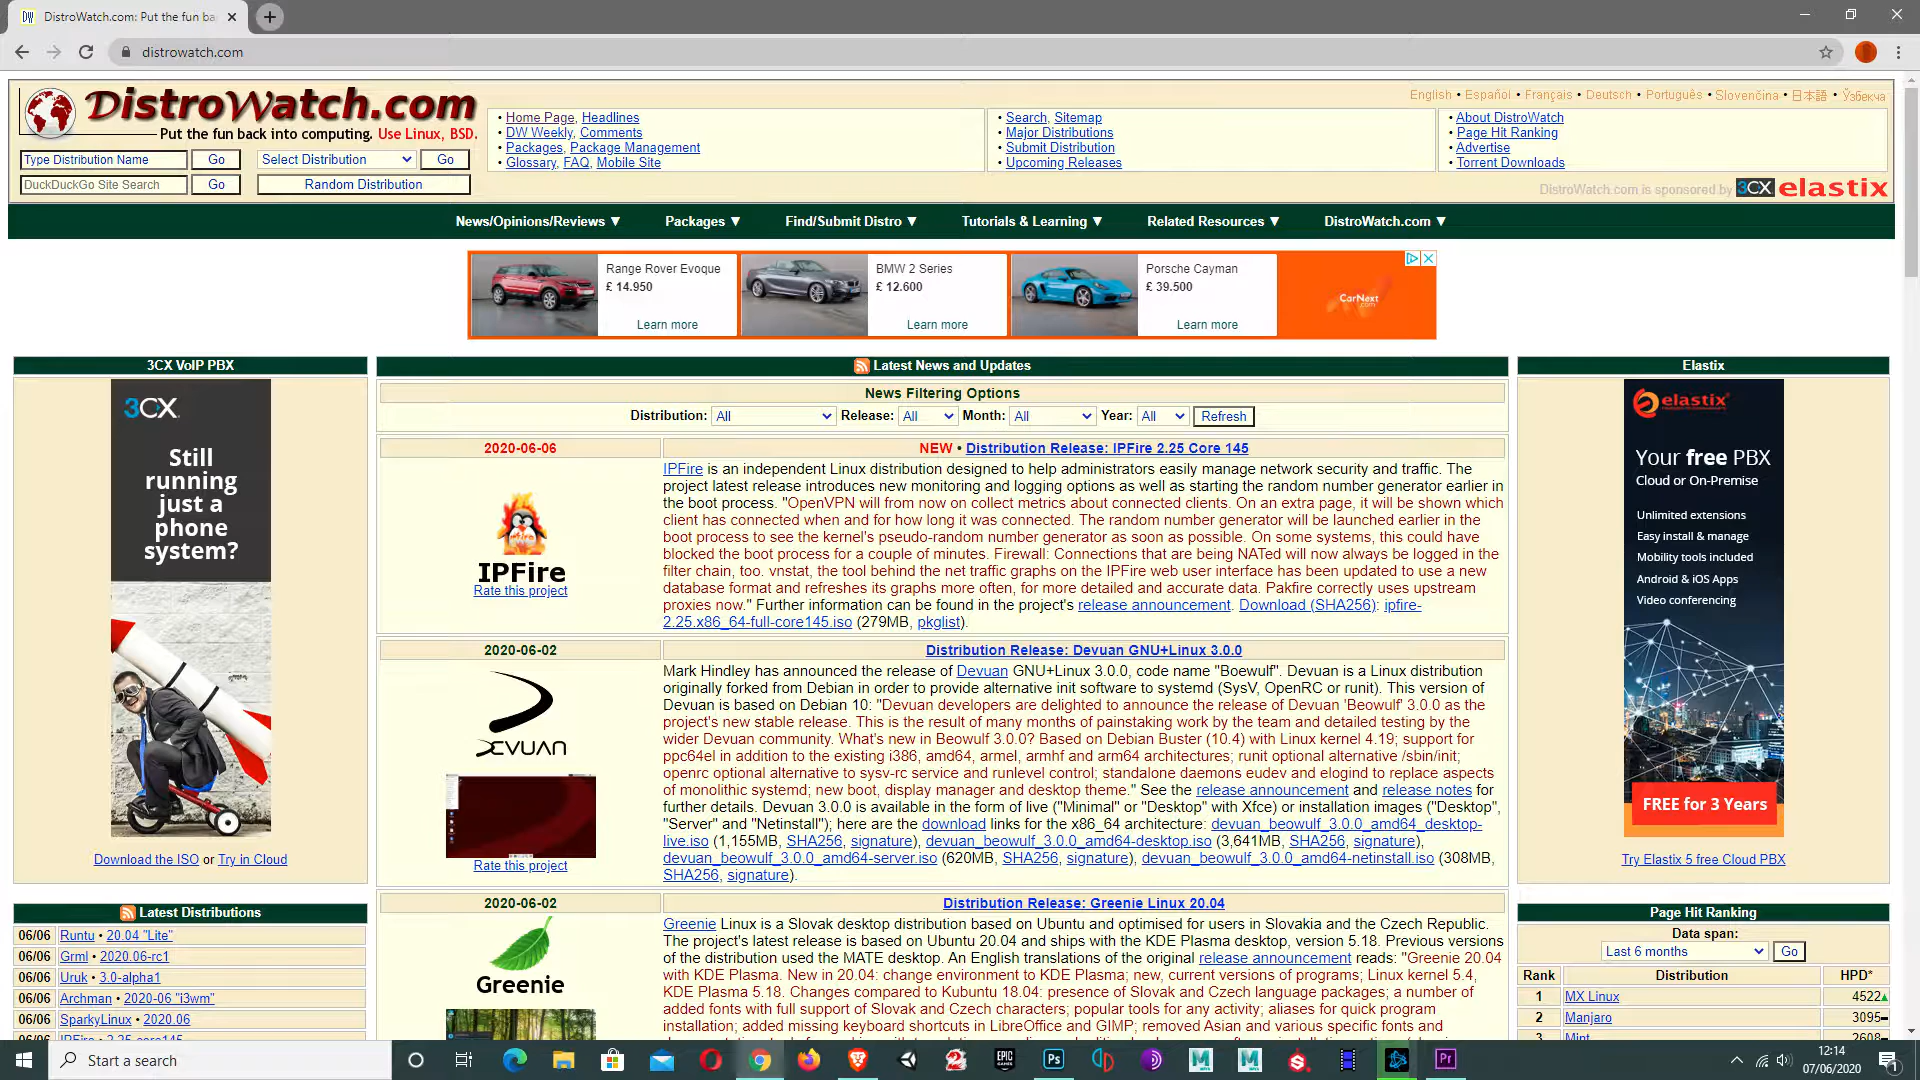 DistroWatch.com: Put the fun ba
distrowatch.com
DistroWatch.com
Put the fun back into computing. Use Linux, BSD.
Type Distribution Name Go Select Distribution Go
DuckDuckGo Site Search Go Random Distribution
• Home Page, Headlines
• DW Weekly, Comments
• Packages, Package Management
• Glossary, FAQ, Mobile Site
• Search, Sitemap
• Major Distributions
• Submit Distribution
• Upcoming Releases
English • Español • Français • Deutsch • Português • Slovenčina • 日本語 • Ўзбекча
• About DistroWatch
• Page Hit Ranking
• Advertise
• Torrent Downloads
DistroWatch.com is sponsored by 3CX elastix
News/Opinions/Reviews ▼ Packages ▼ Find/Submit Distro ▼ Tutorials & Learning ▼ Related Resources ▼ DistroWatch.com ▼
Range Rover Evoque
£ 14.950
Learn more
BMW 2 Series
£ 12.600
Learn more
Porsche Cayman
£ 39.500
Learn more
CarNext
.com
3CX VoIP PBX
3CX
Still
running
just a
phone
system?
Download the ISO or Try in Cloud
Latest Distributions
06/06 Runtu • 20.04 "Lite"
06/06 Grml • 2020.06-rc1
06/06 Uruk • 3.0-alpha1
06/06 Archman • 2020-06 "i3wm"
06/06 SparkyLinux • 2020.06
06/06 IPFire • 2.25-core145
Latest News and Updates
News Filtering Options
Distribution: All Release: All Month: All Year: All Refresh
2020-06-06 NEW • Distribution Release: IPFire 2.25 Core 145
IPFire
Rate this project
IPFire is an independent Linux distribution designed to help administrators easily manage network security and traffic. The
project latest release introduces new monitoring and logging options as well as starting the random number generator earlier in
the boot process. "OpenVPN will from now on collect metrics about connected clients. On an extra page, it will be shown which
client has connected when and for how long it was connected. The random number generator will be launched earlier in the
boot process to see the kernel's pseudo-random number generator as soon as possible. On some systems, this could have
blocked the boot process for a couple of minutes. Firewall: Connections that are being NATed will now always be logged in the
filter chain, too. vnstat, the tool behind the net traffic graphs on the IPFire web user interface has been updated to use a new
database format and refreshes its graphs more often, for more detailed and accurate data. Pakfire correctly uses upstream
proxies now." Further information can be found in the project's release announcement. Download (SHA256): ipfire-
2.25.x86_64-full-core145.iso (279MB, pkglist).
2020-06-02 Distribution Release: Devuan GNU+Linux 3.0.0
DEVUAN
Rate this project
Mark Hindley has announced the release of Devuan GNU+Linux 3.0.0, code name "Boewulf". Devuan is a Linux distribution
originally forked from Debian in order to provide alternative init software to systemd (SysV, OpenRC or runit). This version of
Devuan is based on Debian 10: "Devuan developers are delighted to announce the release of Devuan 'Beowulf' 3.0.0 as the
project's new stable release. This is the result of many months of painstaking work by the team and detailed testing by the
wider Devuan community. What's new in Beowulf 3.0.0? Based on Debian Buster (10.4) with Linux kernel 4.19; support for
ppc64el in addition to the existing i386, amd64, armel, armhf and arm64 architectures; runit optional alternative /sbin/init;
openrc optional alternative to sysv-rc service and runlevel control; standalone daemons eudev and elogind to replace aspects
of monolithic systemd; new boot, display manager and desktop theme." See the release announcement and release notes for
further details. Devuan 3.0.0 is available in the form of live ("Minimal" or "Desktop" with Xfce) or installation images ("Desktop",
"Server" and "Netinstall"); here are the download links for the x86_64 architecture: devuan_beowulf_3.0.0_amd64_desktop-
live.iso (1,155MB, SHA256, signature), devuan_beowulf_3.0.0_amd64-desktop.iso (3,641MB, SHA256, signature),
devuan_beowulf_3.0.0_amd64-server.iso (620MB, SHA256, signature), devuan_beowulf_3.0.0_amd64-netinstall.iso (308MB,
SHA256, signature).
2020-06-02 Distribution Release: Greenie Linux 20.04
Greenie
Greenie Linux is a Slovak desktop distribution based on Ubuntu and optimised for users in Slovakia and the Czech Republic.
The project's latest release is based on Ubuntu 20.04 and ships with the KDE Plasma desktop, version 5.18. Previous versions
of the distribution used the MATE desktop. An English translations of the original release announcement reads: "Greenie 20.04
with KDE Plasma. New in 20.04: change environment to KDE Plasma; new, current versions of programs; Linux kernel 5.4,
KDE Plasma 5.18. Changes compared to Kubuntu 18.04: presence of Slovak and Czech language packages; a number of
added fonts with full support of Slovak and Czech characters; popular tools for any activity; aliases for quick program
installation; added missing keyboard shortcuts in LibreOffice and GIMP; removed Asian and various specific fonts and
Elastix
elastix
Your free PBX
Cloud or On-Premise
Unlimited extensions
Easy install & manage
Mobility tools included
Android & iOS Apps
Video conferencing
FREE for 3 Years
Try Elastix 5 free Cloud PBX
Page Hit Ranking
Data span:
Last 6 months Go
Rank Distribution HPD*
1 MX Linux 4522
2 Manjaro 3095
3 Mint 2608
Start a search
Ps
Pr
12:14
07/06/2020
1